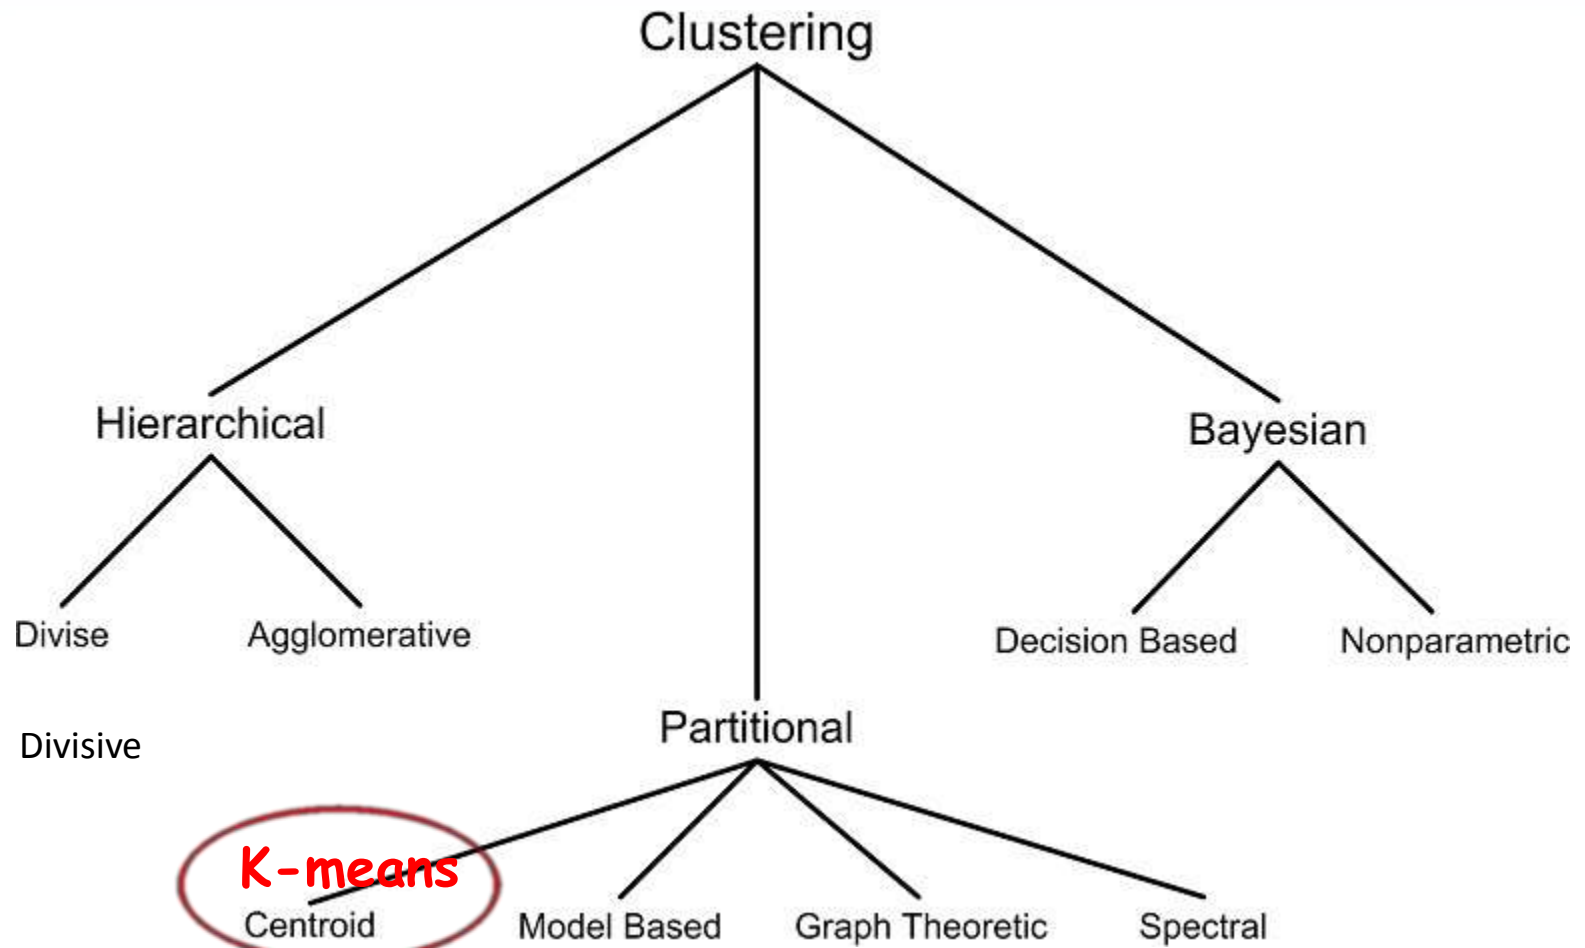 Clustering
Hierarchical
Bayesian
Divise
Agglomerative
Decision Based
Nonparametric
Partitional
Divisive
K-means
Centroid
Model Based
Graph Theoretic
Spectral